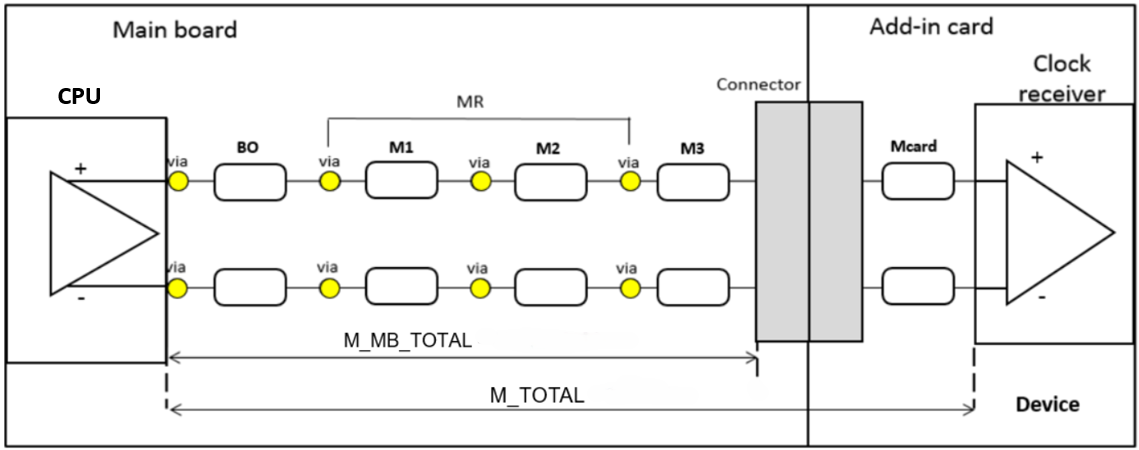 Main board
Add-in card
Clock
receiver
CPU
Connector
MR
BO
M1
M2
M3
Mcard
via
via
via
via
+
+
via
via
via
via
-
-
M_MB_TOTAL
M_TOTAL
Device